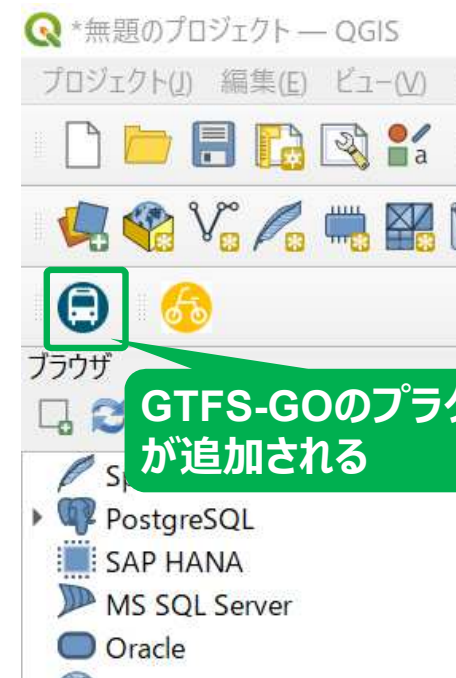 *無題のプロジェクト — QGIS
プロジェクト(J) 編集(E) ビュー(V)
a
ブラウザ
GTFS-GOのプラグ
が追加される
PostgreSQL
SAP HANA
MS SQL Server
Oracle